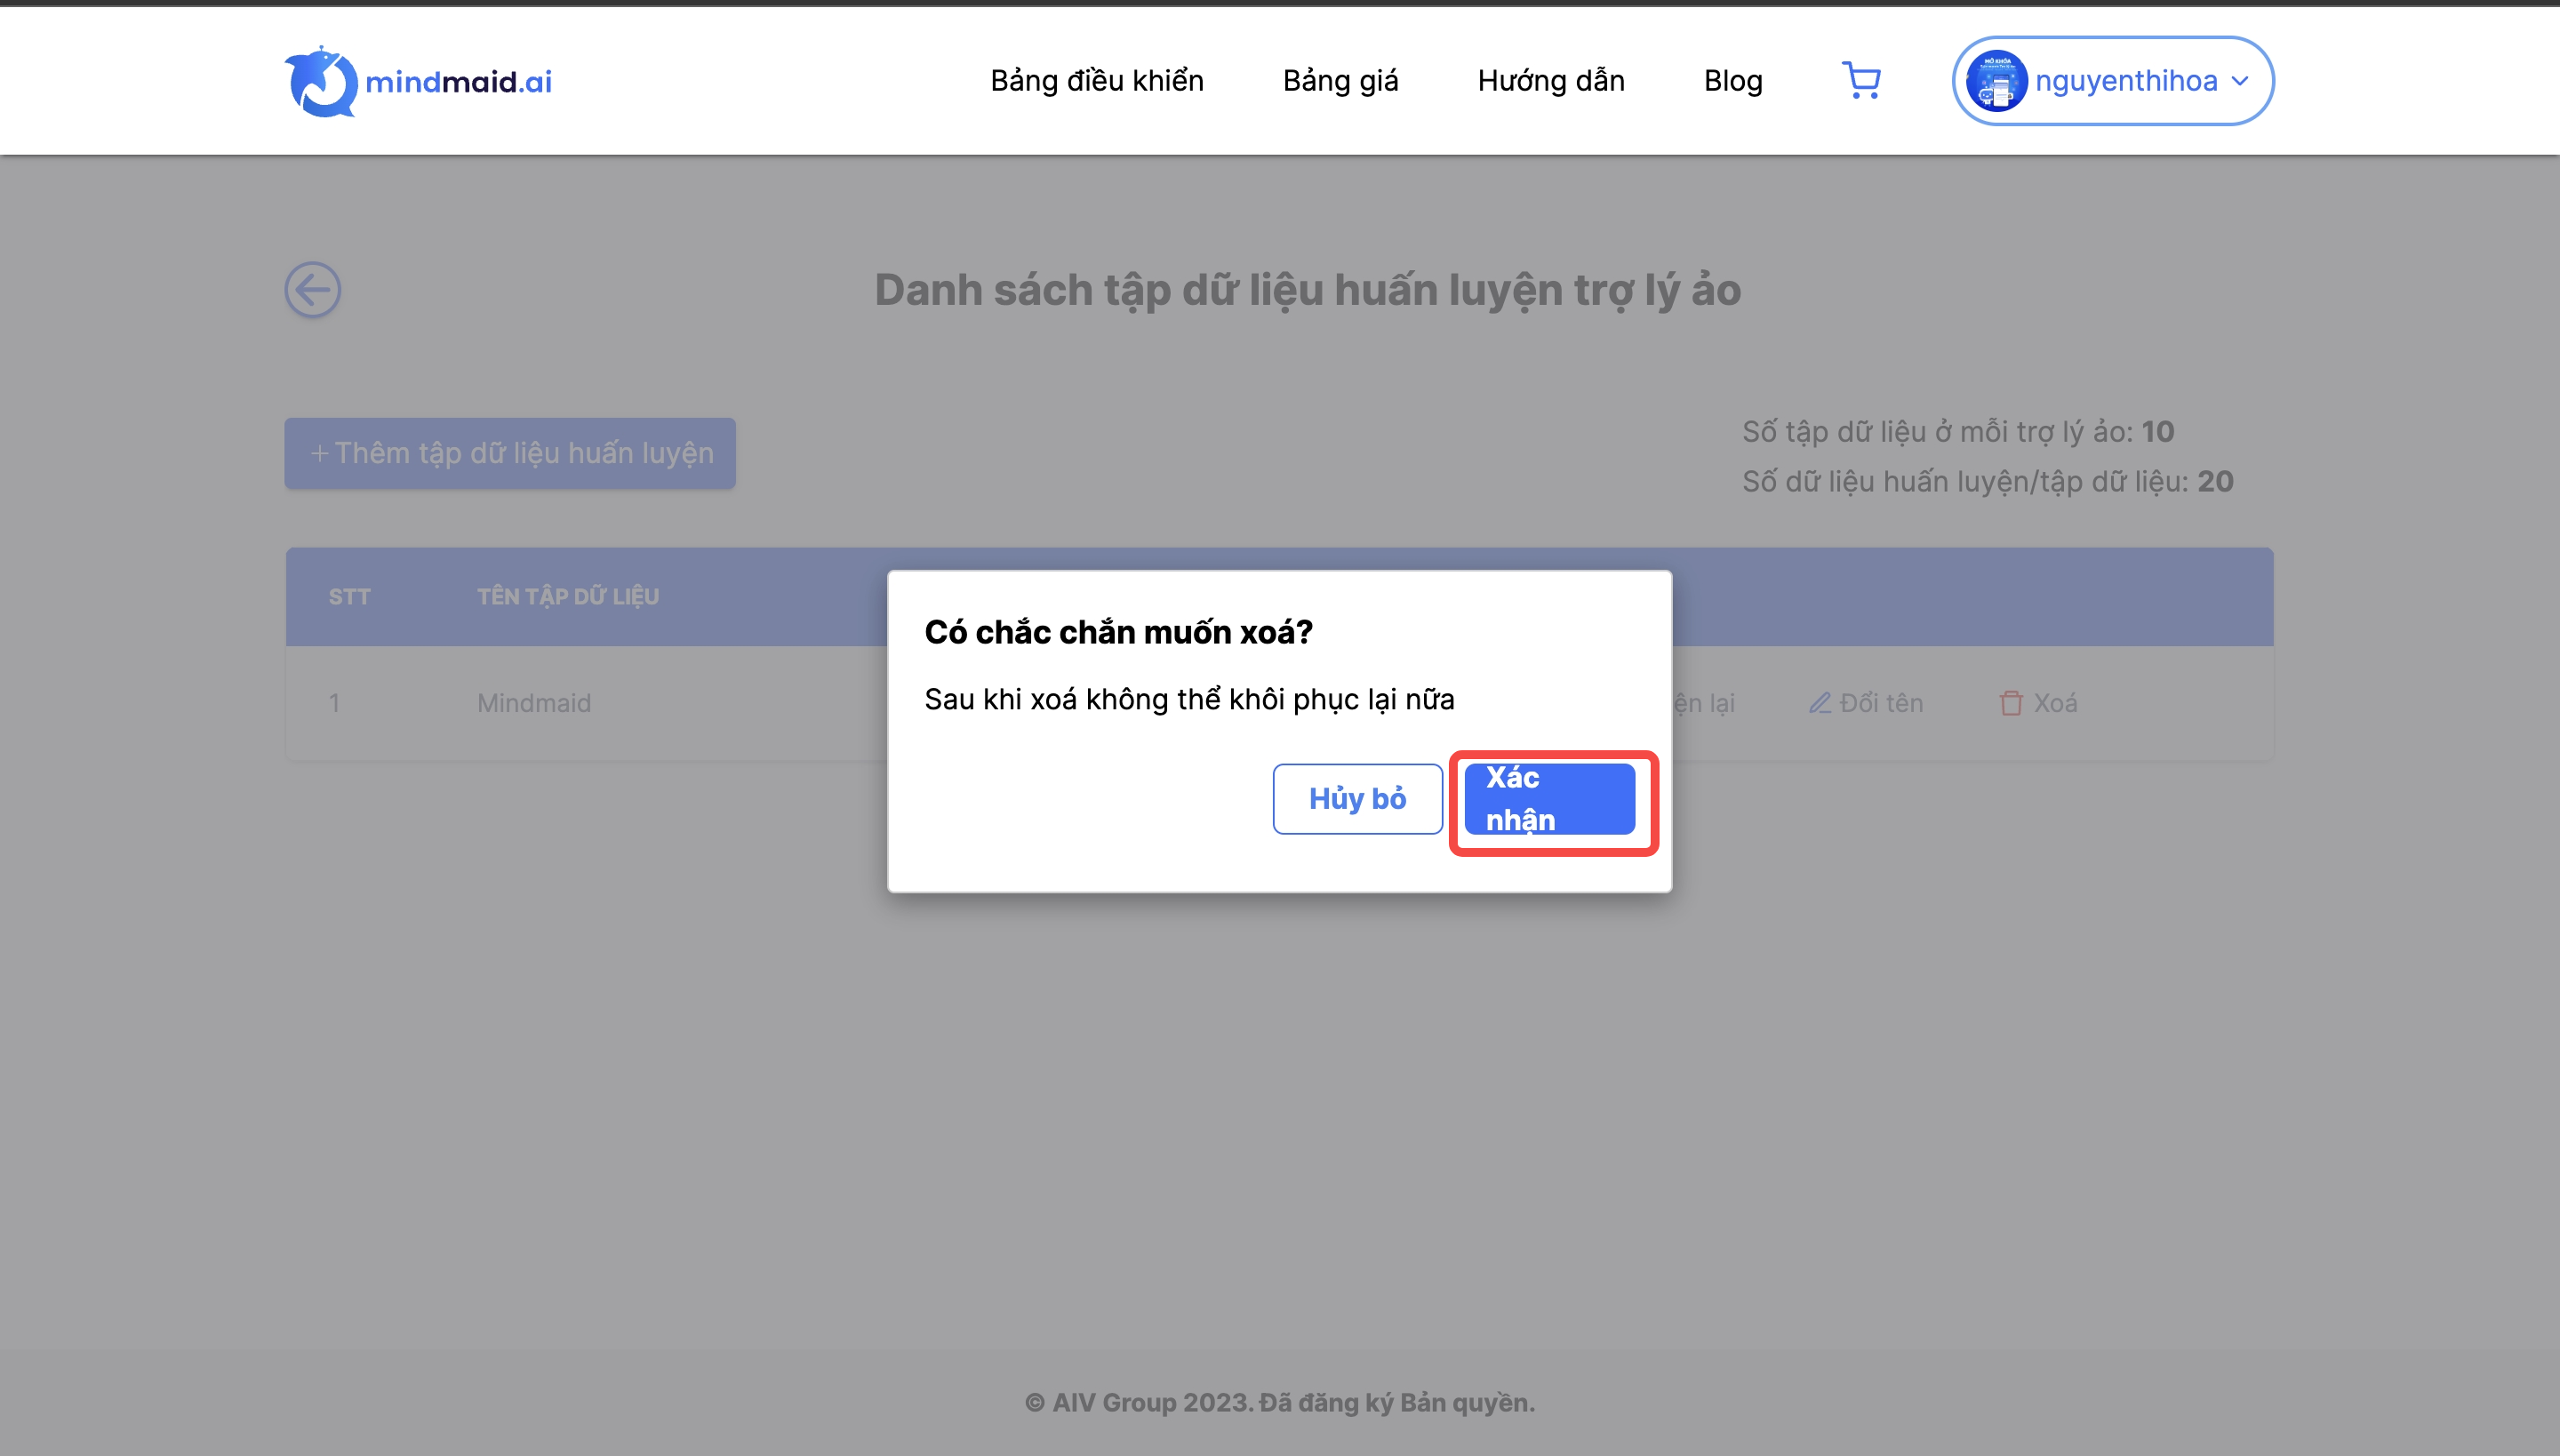 mindmaid.ai
Bảng điều khiển
Bảng giá
Hướng dẫn
Blog
nguyenthihoa
Danh sách tập dữ liệu huấn luyện trợ lý ảo
+Thêm tập dữ liệu huấn luyện
Số tập dữ liệu ở mỗi trợ lý ảo: 10
Số dữ liệu huấn luyện/tập dữ liệu: 20
STT
TÊN TẬP DỮ LIỆU
1
Mindmaid
lại
Đổi tên
Xoá
Có chắc chắn muốn xoá?
Sau khi xoá không thể khôi phục lại nữa
Hủy bỏ
Xác
nhận
© AIV Group 2023. Đã đăng ký Bản quyền.